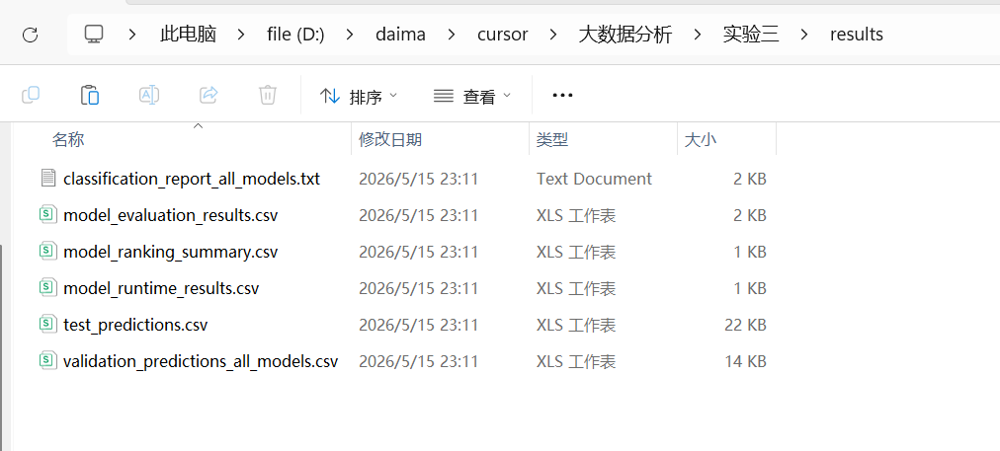 此电脑 file (D:) daima cursor 大数据分析 实验三 results
排序 查看
名称 修改日期 类型 大小
classification_report_all_models.txt 2026/5/15 23:11 Text Document 2 KB
model_evaluation_results.csv 2026/5/15 23:11 XLS 工作表 2 KB
model_ranking_summary.csv 2026/5/15 23:11 XLS 工作表 1 KB
model_runtime_results.csv 2026/5/15 23:11 XLS 工作表 1 KB
test_predictions.csv 2026/5/15 23:11 XLS 工作表 22 KB
validation_predictions_all_models.csv 2026/5/15 23:11 XLS 工作表 14 KB